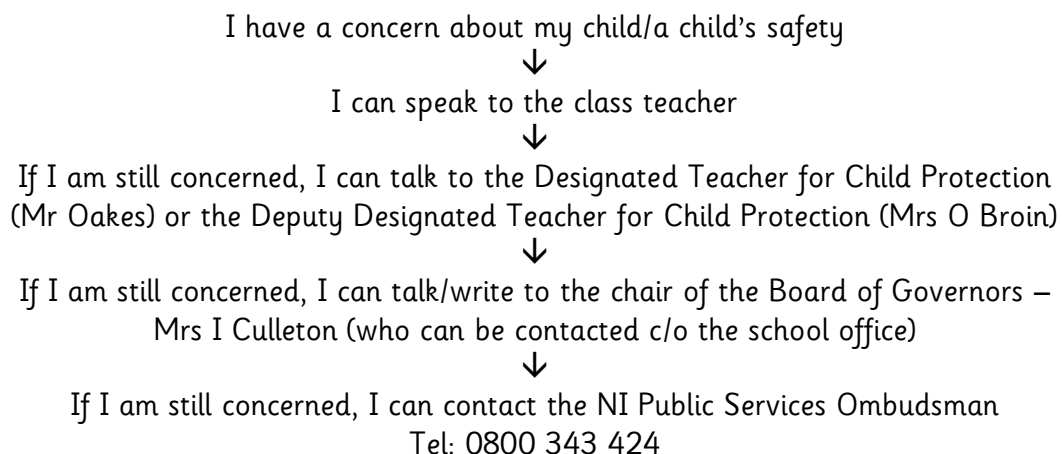 I have a concern about my child/a child's safety
↓
I can speak to the class teacher
↓
If I am still concerned, I can talk to the Designated Teacher for Child Protection
(Mr Oakes) or the Deputy Designated Teacher for Child Protection (Mrs O Broin)
↓
If I am still concerned, I can talk/write to the chair of the Board of Governors –
Mrs I Culleton (who can be contacted c/o the school office)
↓
If I am still concerned, I can contact the NI Public Services Ombudsman
Tel: 0800 343 424